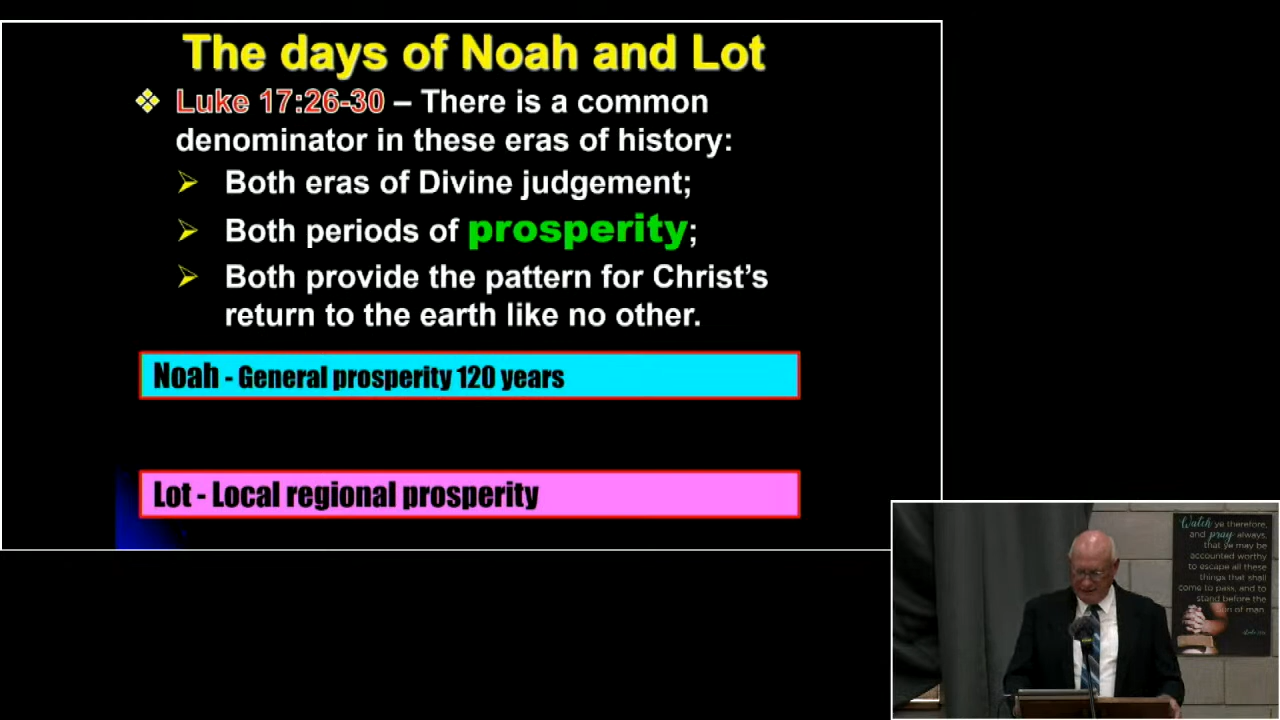 The days of Noah and Lot
Luke 17:26-30 – There is a common
denominator in these eras of history:
Both eras of Divine judgement;
Both periods of prosperity;
Both provide the pattern for Christ's
return to the earth like no other.
Noah - General prosperity 120 years
Lot - Local regional prosperity
Watch ye therefore,
and pray always,
that ye may be
accounted worthy
to escape all these
things that shall
come to pass, and to
stand before the
Son of man.